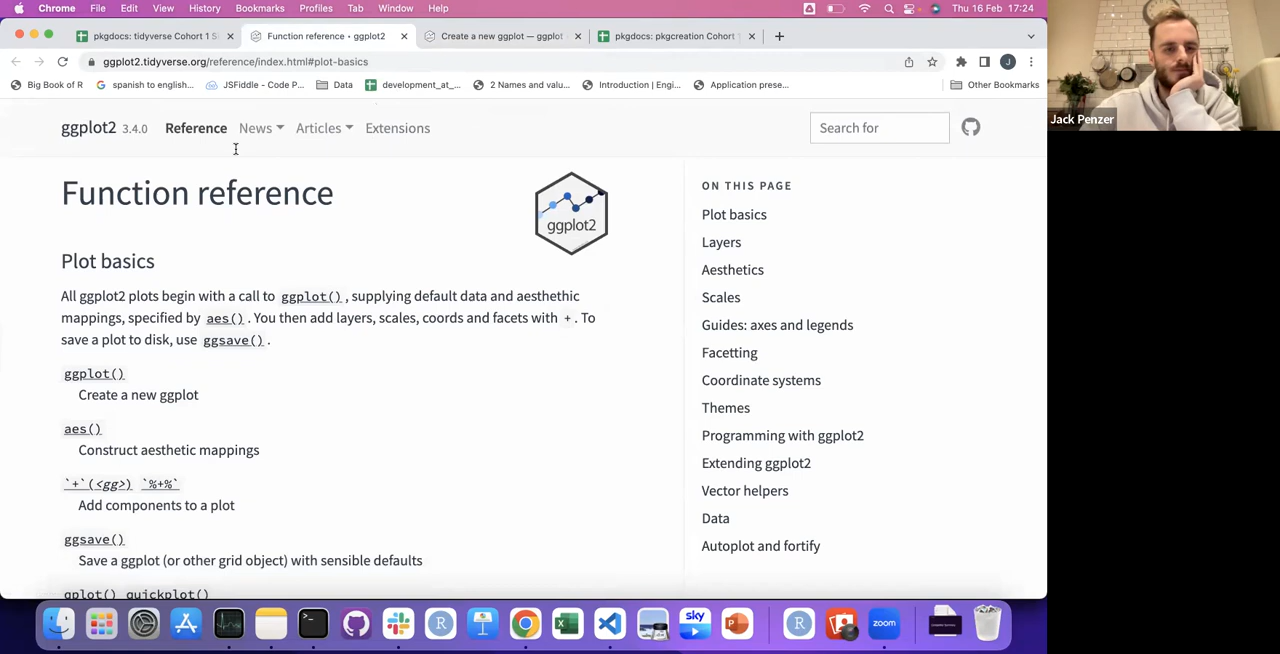 Chrome File Edit View History Bookmarks Profiles Tab Window Help Thu 16 Feb 17:24
pkgdocs: tidyverse Cohort 1 S Function reference • ggplot2 Create a new ggplot — ggplot pkgdocs: pkgcreation Cohort
ggplot2.tidyverse.org/reference/index.html#plot-basics J
Big Book of R spanish to english... JSFiddle - Code Pl... Data development_at_... 2 Names and valu... Introduction | Engi... Application prese... Other Bookmarks
ggplot2 3.4.0 Reference News Articles Extensions Search for
Function reference
ggplot2
Plot basics
All ggplot2 plots begin with a call to ggplot(), supplying default data and aesthethic
mappings, specified by aes(). You then add layers, scales, coords and facets with +. To
save a plot to disk, use ggsave().
ggplot()
Create a new ggplot
aes()
Construct aesthetic mappings
`+`(<gg>) `%+%`
Add components to a plot
ggsave()
Save a ggplot (or other grid object) with sensible defaults
qplot() quickplot()
ON THIS PAGE
Plot basics
Layers
Aesthetics
Scales
Guides: axes and legends
Facetting
Coordinate systems
Themes
Programming with ggplot2
Extending ggplot2
Vector helpers
Data
Autoplot and fortify
Jack Penzer
sky
zoom